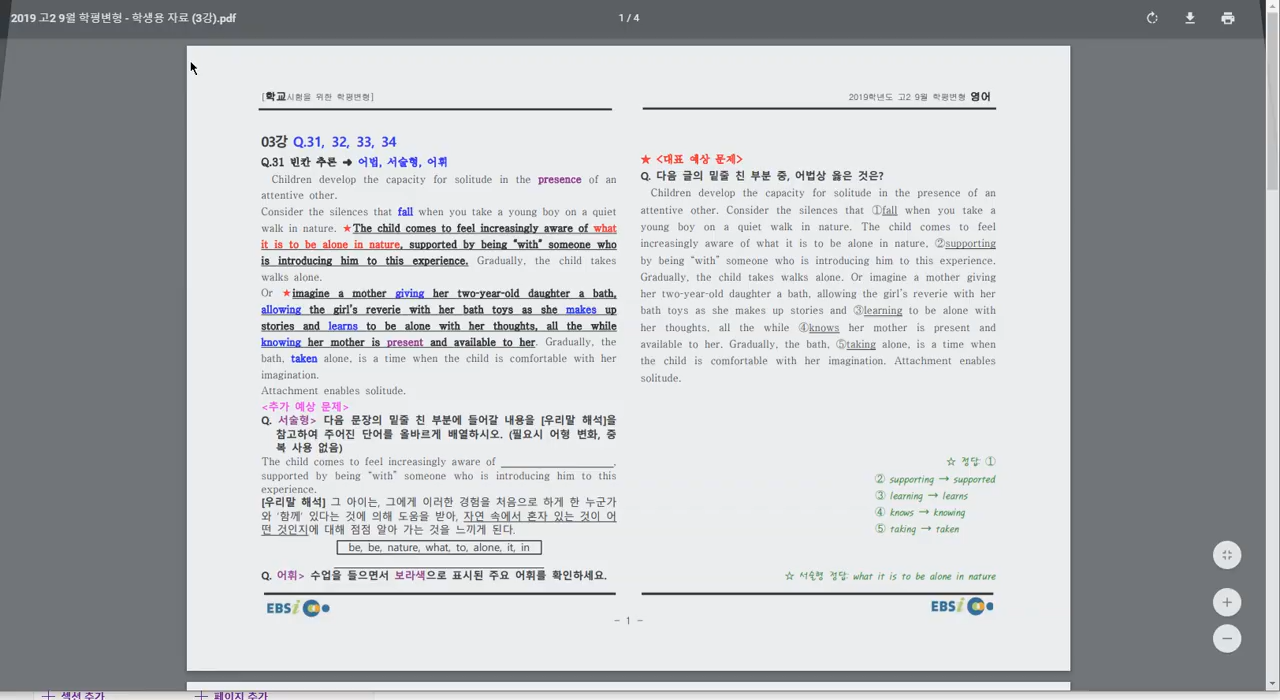 2019 고2 9월 학평변형 - 학생용 자료 (3강).pdf
1 / 4
[학교시험을 위한 학평변형]
03강 Q.31, 32, 33, 34
Q.31 빈칸 추론 ➜ 어법, 서술형, 어휘
Children develop the capacity for solitude in the presence of an
attentive other.
Consider the silences that fall when you take a young boy on a quiet
walk in nature. ★The child comes to feel increasingly aware of what
it is to be alone in nature, supported by being “with” someone who
is introducing him to this experience. Gradually, the child takes
walks alone.
Or ★imagine a mother giving her two-year-old daughter a bath,
allowing the girl's reverie with her bath toys as she makes up
stories and learns to be alone with her thoughts, all the while
knowing her mother is present and available to her. Gradually, the
bath, taken alone, is a time when the child is comfortable with her
imagination.
Attachment enables solitude.
<추가 예상 문제>
Q. 서술형> 다음 문장의 밑줄 친 부분에 들어갈 내용을 [우리말 해석]을
참고하여 주어진 단어를 올바르게 배열하시오. (필요시 어형 변화, 중
복 사용 없음)
The child comes to feel increasingly aware of ____________________,
supported by being “with” someone who is introducing him to this
experience.
[우리말 해석] 그 아이는, 그에게 이러한 경험을 처음으로 하게 한 누군가
와 '함께' 있다는 것에 의해 도움을 받아, 자연 속에서 혼자 있는 것이 어
떤 것인지에 대해 점점 알아 가는 것을 느끼게 된다.
be, be, nature, what, to, alone, it, in
Q. 어휘> 수업을 들으면서 보라색으로 표시된 주요 어휘를 확인하세요.
EBSi
2019학년도 고2 9월 학평변형 영어
★ <대표 예상 문제>
Q. 다음 글의 밑줄 친 부분 중, 어법상 옳은 것은?
Children develop the capacity for solitude in the presence of an
attentive other. Consider the silences that ①fall when you take a
young boy on a quiet walk in nature. The child comes to feel
increasingly aware of what it is to be alone in nature, ②supporting
by being “with” someone who is introducing him to this experience.
Gradually, the child takes walks alone. Or imagine a mother giving
her two-year-old daughter a bath, allowing the girl's reverie with her
bath toys as she makes up stories and ③learning to be alone with
her thoughts, all the while ④knows her mother is present and
available to her. Gradually, the bath, ⑤taking alone, is a time when
the child is comfortable with her imagination. Attachment enables
solitude.
☆ 정답: ①
② supporting → supported
③ learning → learns
④ knows → knowing
⑤ taking → taken
☆ 서술형 정답: what it is to be alone in nature
EBSi
- 1 -
섹션 추가
페이지 추가